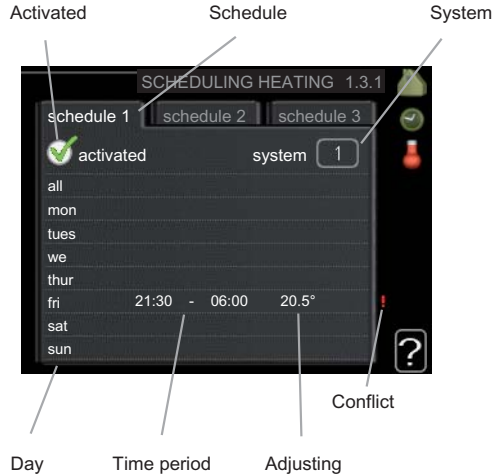 Activated Schedule System
SCHEDULING HEATING 1.3.1
schedule 1 schedule 2 schedule 3
activated system 1
all
mon
tues
we
thur
fri 21:30 - 06:00 20.5° !
sat
sun
?
Conflict
Day Time period Adjusting